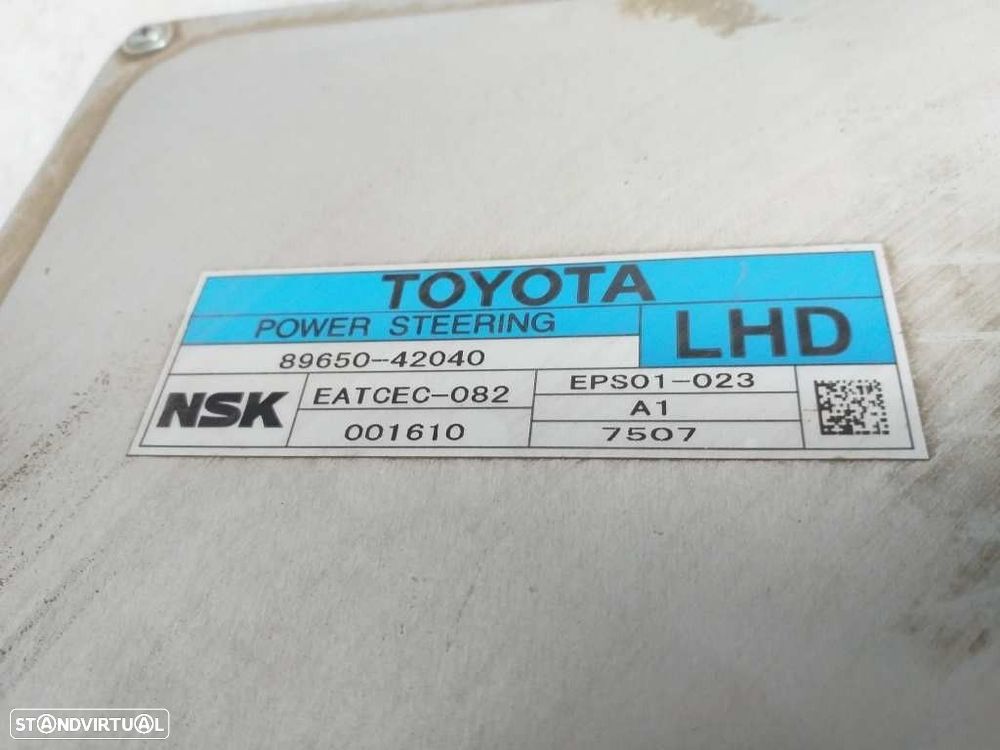 TOYOTA
POWER STEERING
LHD
89650-42040
NSK
EATCEC-082
EPS01-023
A1
001610
7507
STANDVIRTUAL